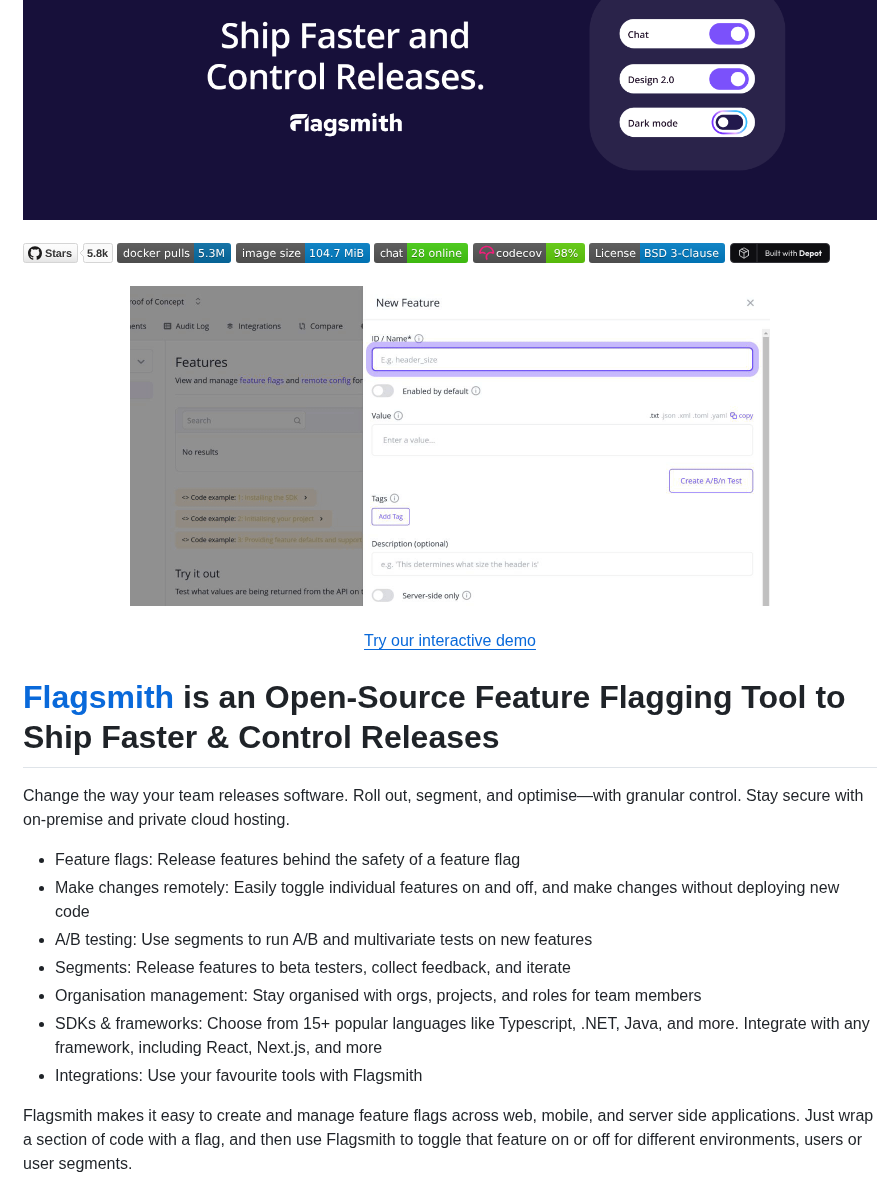 Ship Faster and
Control Releases.
Flagsmith
Chat
Design 2.0
Dark mode
Stars 5.8k docker pulls 5.3M image size 104.7 MiB chat 28 online codecov 98% License BSD 3-Clause Built with Depot
roof of Concept
ents Audit Log Integrations Compare
Features
View and manage feature flags and remote config for
Search
No results
<> Code example: 1: Installing the SDK
<> Code example: 2: Initialising your project
<> Code example: 3: Providing feature defaults and support
Try it out
Test what values are being returned from the API on t
New Feature
ID / Name*
E.g. header_size
Enabled by default
Value .txt .json .xml .toml .yaml copy
Enter a value...
Create A/B/n Test
Tags
Add Tag
Description (optional)
e.g. 'This determines what size the header is'
Server-side only
Try our interactive demo
Flagsmith is an Open-Source Feature Flagging Tool to
Ship Faster & Control Releases
Change the way your team releases software. Roll out, segment, and optimise—with granular control. Stay secure with
on-premise and private cloud hosting.
• Feature flags: Release features behind the safety of a feature flag
• Make changes remotely: Easily toggle individual features on and off, and make changes without deploying new
code
• A/B testing: Use segments to run A/B and multivariate tests on new features
• Segments: Release features to beta testers, collect feedback, and iterate
• Organisation management: Stay organised with orgs, projects, and roles for team members
• SDKs & frameworks: Choose from 15+ popular languages like Typescript, .NET, Java, and more. Integrate with any
framework, including React, Next.js, and more
• Integrations: Use your favourite tools with Flagsmith
Flagsmith makes it easy to create and manage feature flags across web, mobile, and server side applications. Just wrap
a section of code with a flag, and then use Flagsmith to toggle that feature on or off for different environments, users or
user segments.